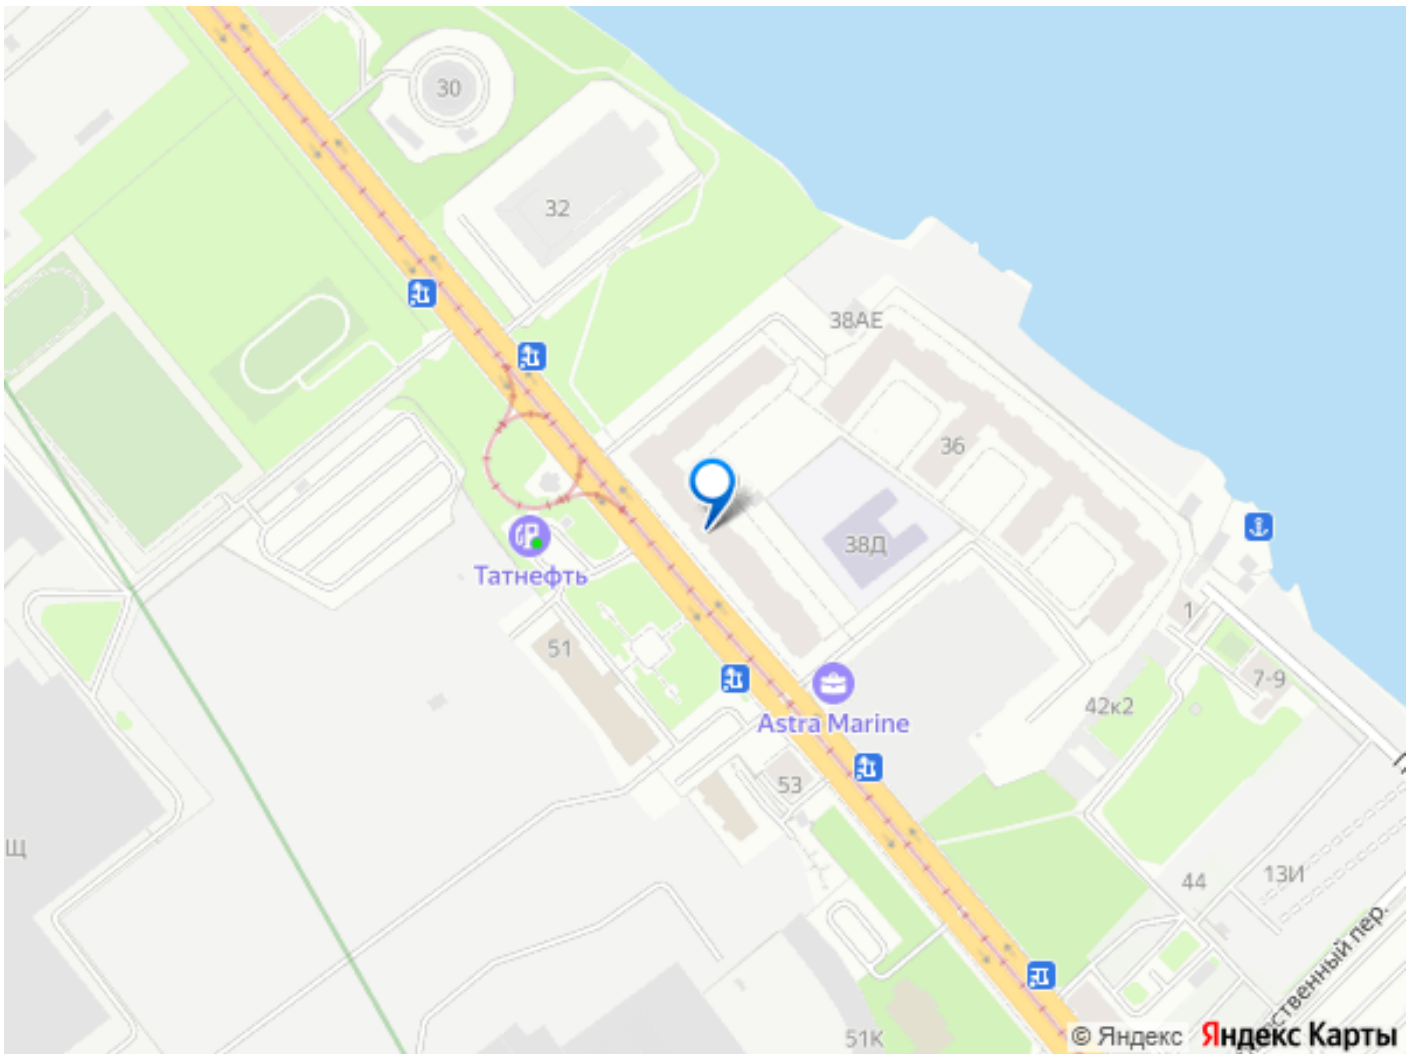 30
32
38АЕ
36
38Д
Татнефть
51
1
7-9
42к2
Astra Marine
53
Щ
44
13И
ственный пер.
51К
© Яндекс Яндекс Карты